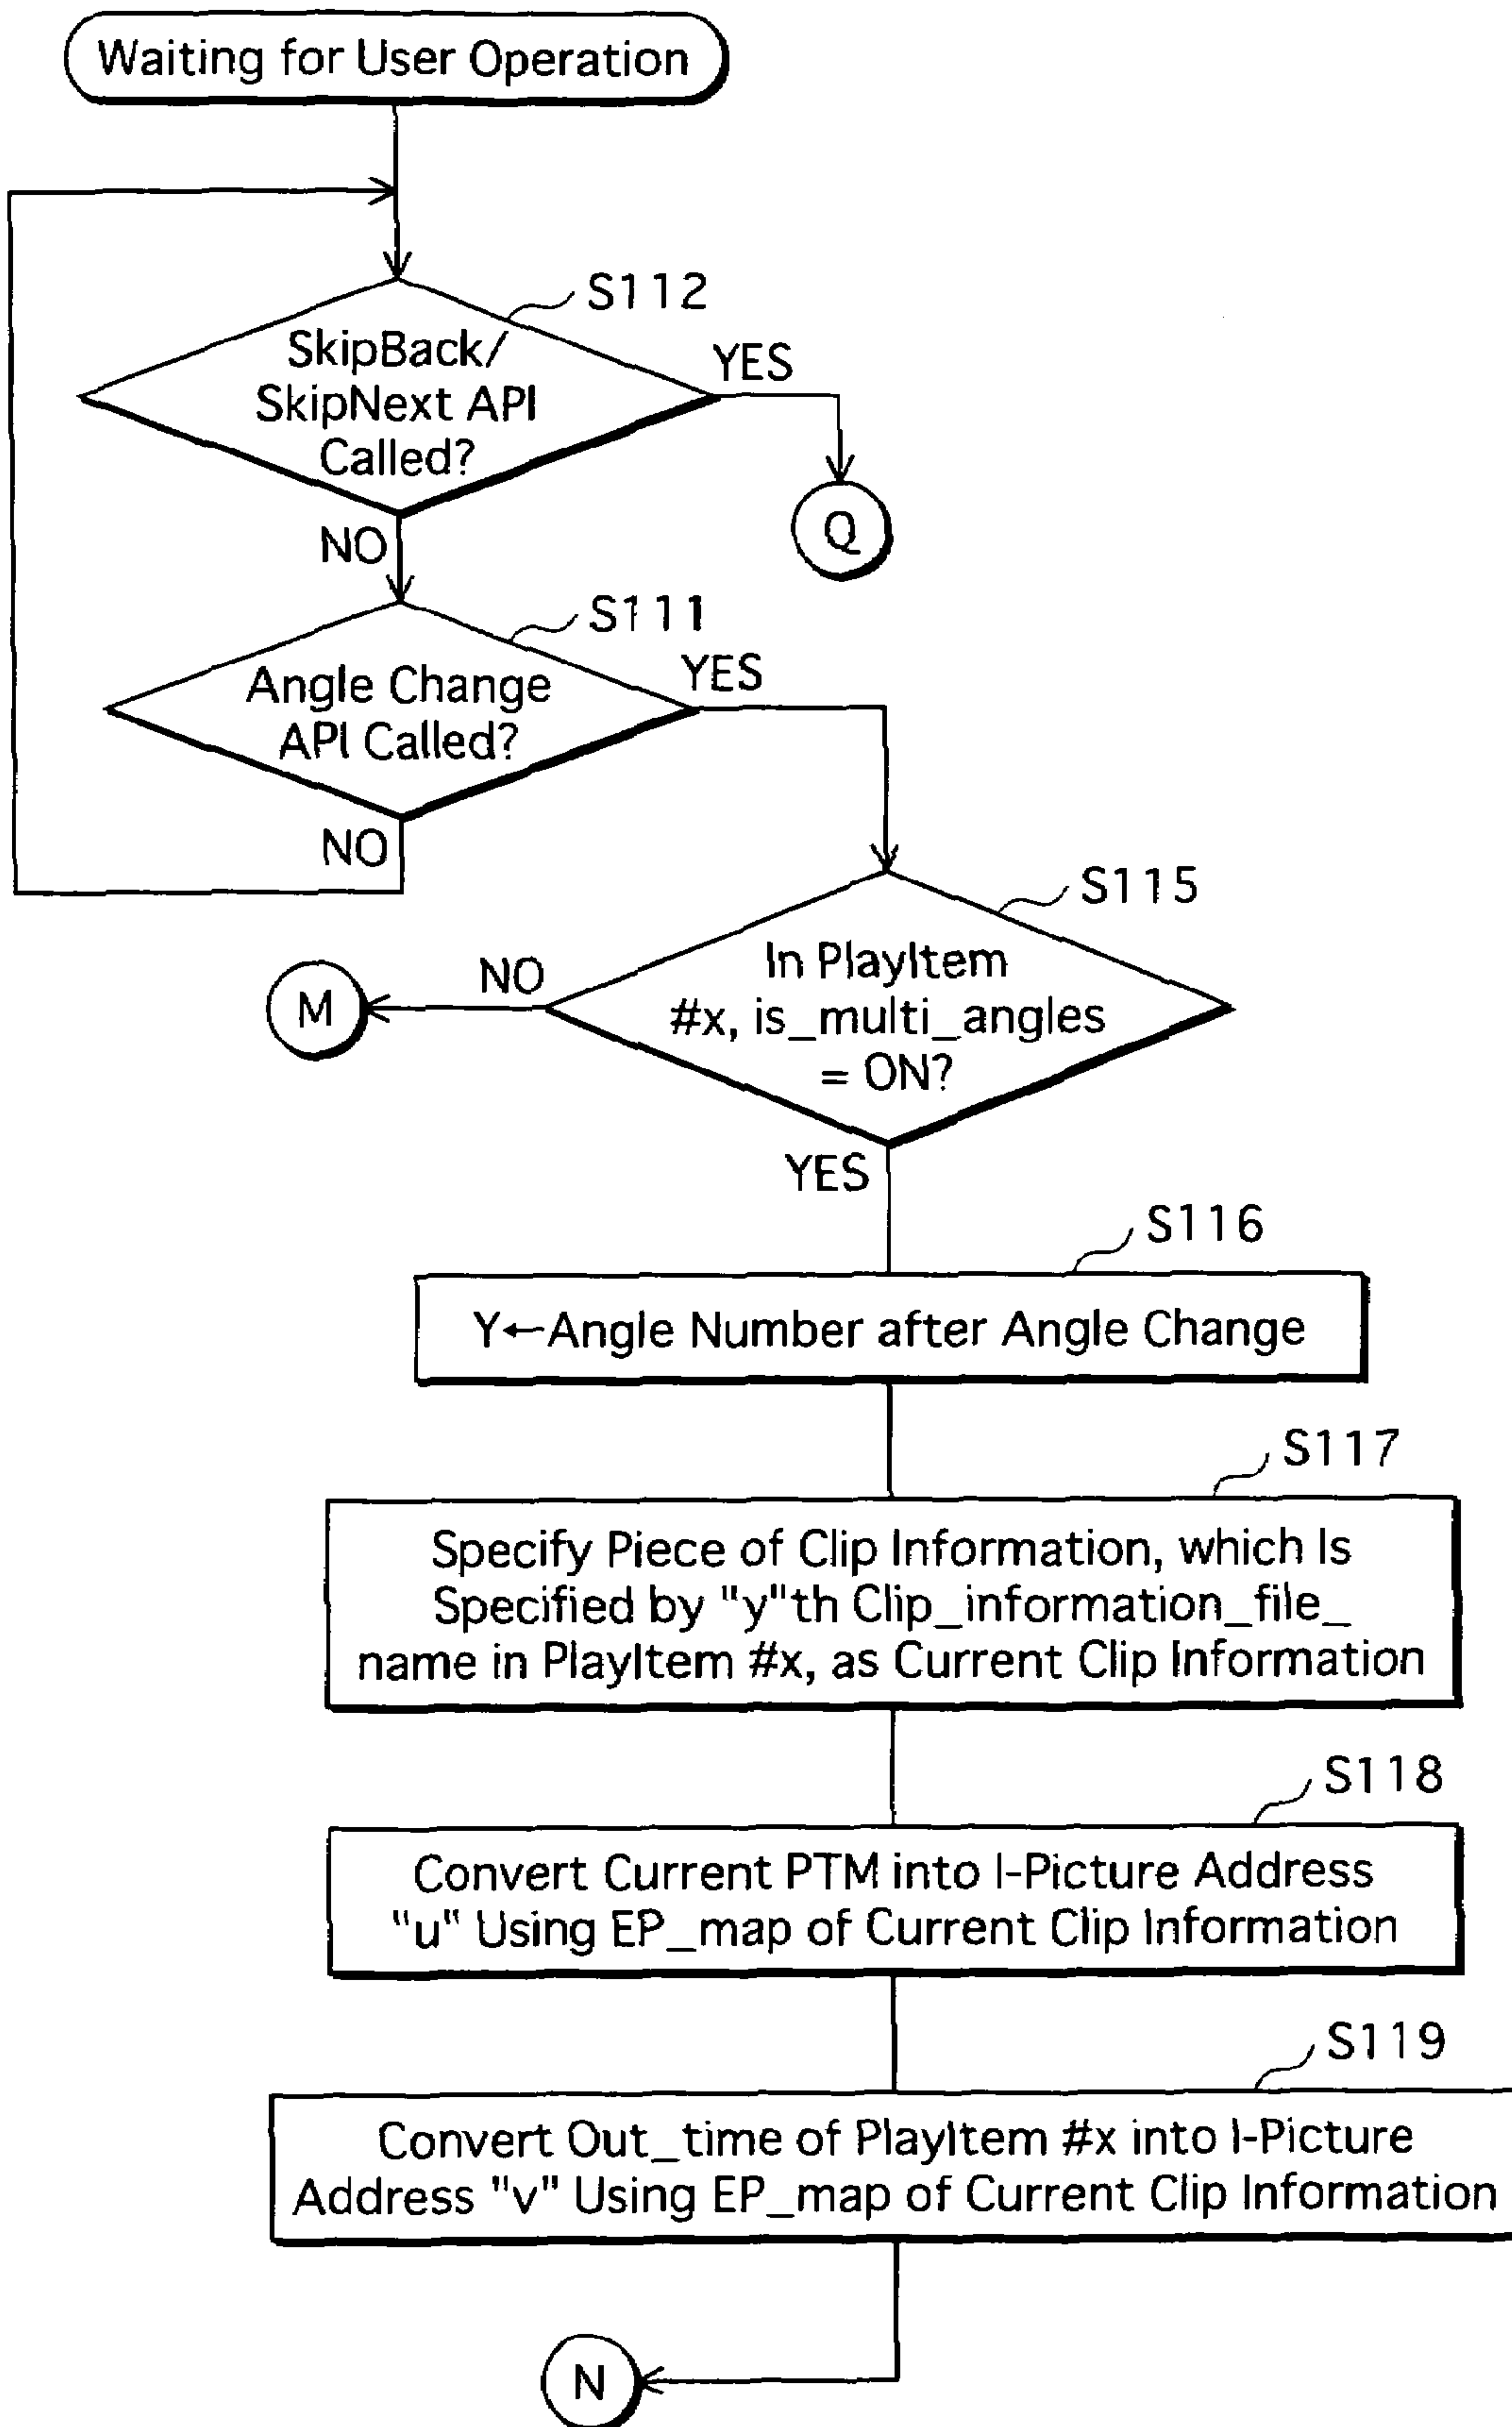 Waiting for User Operation
S112
SkipBack/
SkipNext API
Called?
YES
Q
NO
S111
Angle Change
API Called?
YES
NO
S115
In PlayItem
#x, is_multi_angles
= ON?
NO
M
YES
S116
Y←Angle Number after Angle Change
S117
Specify Piece of Clip Information, which Is
Specified by "y"th Clip_information_file_
name in PlayItem #x, as Current Clip Information
S118
Convert Current PTM into I-Picture Address
"u" Using EP_map of Current Clip Information
S119
Convert Out_time of PlayItem #x into I-Picture
Address "v" Using EP_map of Current Clip Information
N